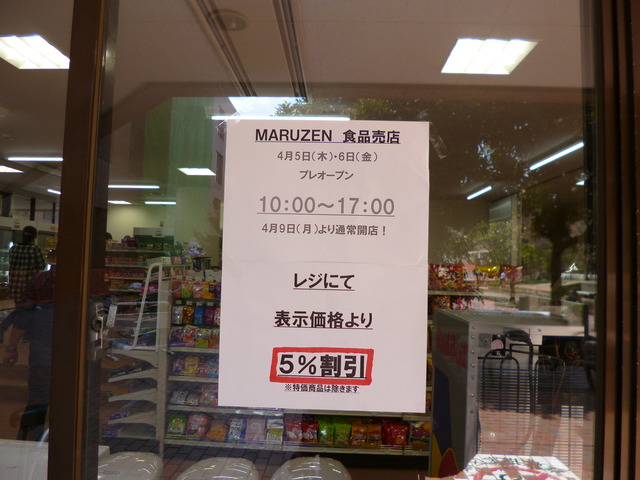 MARUZEN 食品売店
4月5日(木)・6日(金)
プレオープン
10:00～17:00
4月9日(月)より通常開店！
レジにて
表示価格より
5％割引
※特価商品は除きます